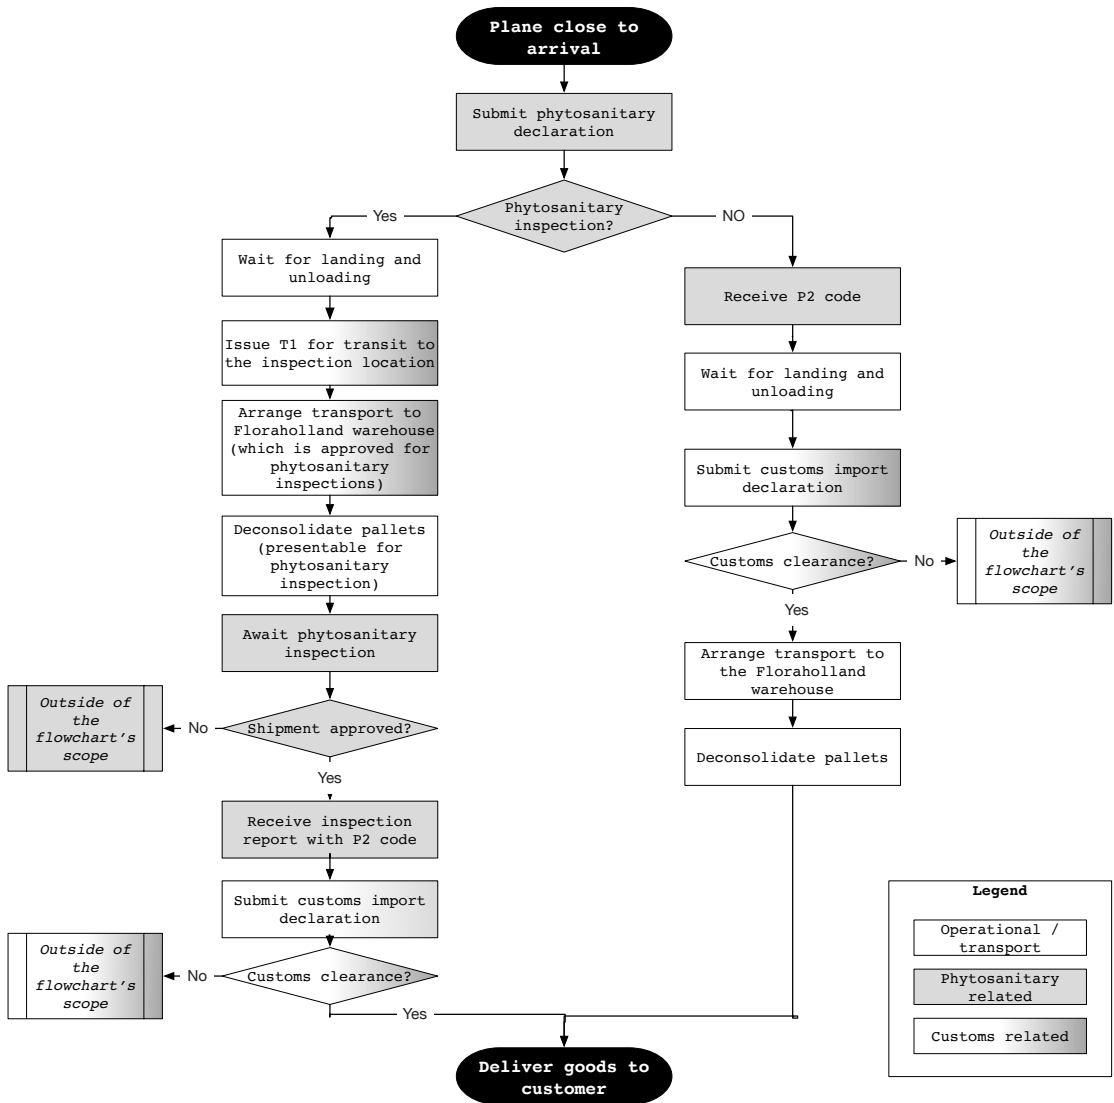 Plane close to
arrival
Submit phytosanitary
declaration
Phytosanitary
inspection?
Yes
NO
Wait for landing and
unloading
Issue T1 for transit to
the inspection location
Arrange transport to
Floraholland warehouse
(which is approved for
phytosanitary
inspections)
Deconsolidate pallets
(presentable for
phytosanitary
inspection)
Await phytosanitary
inspection
Shipment approved?
No
Outside of
the
flowchart's
scope
Yes
Receive inspection
report with P2 code
Submit customs import
declaration
Customs clearance?
No
Outside of
the
flowchart's
scope
Yes
Receive P2 code
Wait for landing and
unloading
Submit customs import
declaration
Customs clearance?
No
Outside of
the
flowchart's
scope
Yes
Arrange transport to
the Floraholland
warehouse
Deconsolidate pallets
Deliver goods to
customer
Legend
Operational /
transport
Phytosanitary
related
Customs related